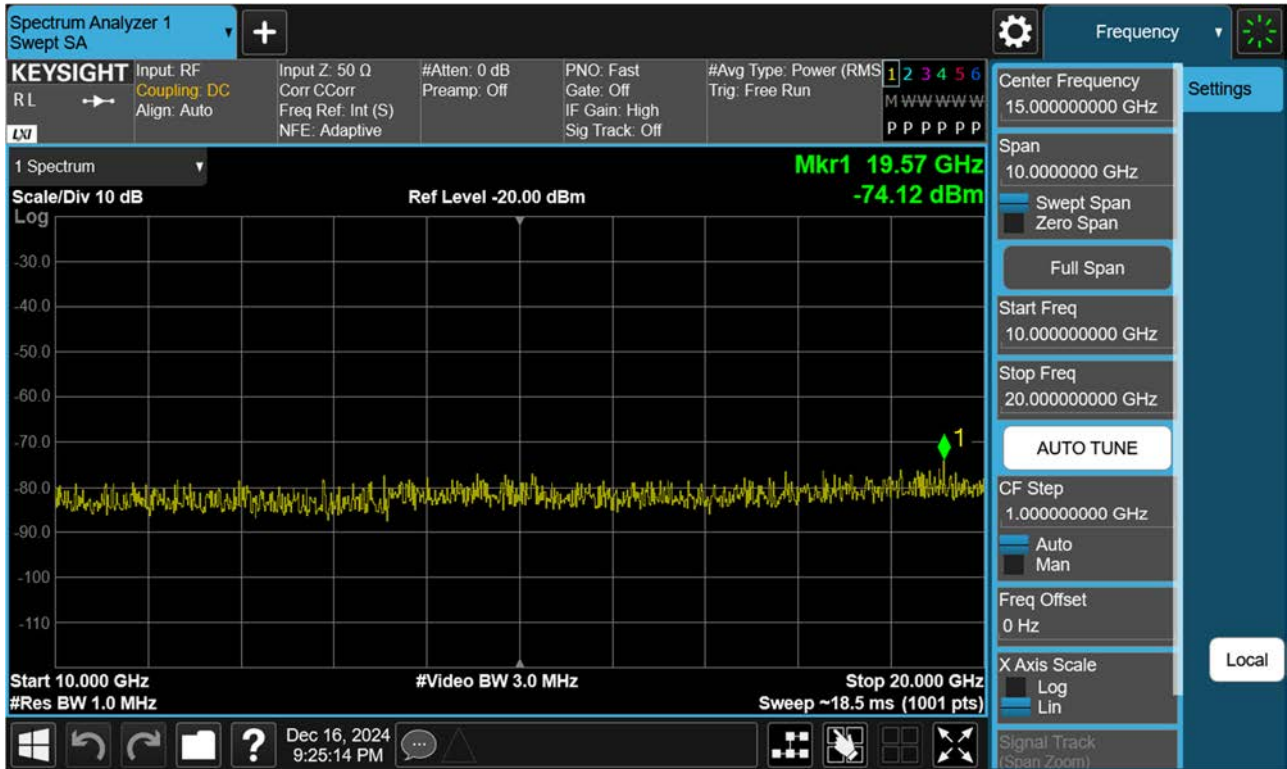 Spectrum Analyzer 1
Swept SA
Frequency
KEYSIGHT
RL
LXI
Input: RF
Coupling: DC
Align: Auto
Input Z: 50 Ω
Corr CCorr
Freq Ref: Int (S)
NFE: Adaptive
#Atten: 0 dB
Preamp: Off
PNO: Fast
Gate: Off
IF Gain: High
Sig Track: Off
#Avg Type: Power (RMS
Trig: Free Run
1 2 3 4 5 6
M W W W W W
P P P P P P
1 Spectrum
Mkr1 19.57 GHz
-74.12 dBm
Scale/Div 10 dB
Ref Level -20.00 dBm
Log
-30.0
-40.0
-50.0
-60.0
-70.0
-80.0
-90.0
-100
-110
1
Start 10.000 GHz
#Video BW 3.0 MHz
Stop 20.000 GHz
#Res BW 1.0 MHz
Sweep ~18.5 ms (1001 pts)
Dec 16, 2024
9:25:14 PM
?
Center Frequency
15.000000000 GHz
Span
10.0000000 GHz
Swept Span
Zero Span
Full Span
Start Freq
10.000000000 GHz
Stop Freq
20.000000000 GHz
AUTO TUNE
CF Step
1.000000000 GHz
Auto
Man
Freq Offset
0 Hz
X Axis Scale
Log
Lin
Signal Track
(Span Zoom)
Settings
Local